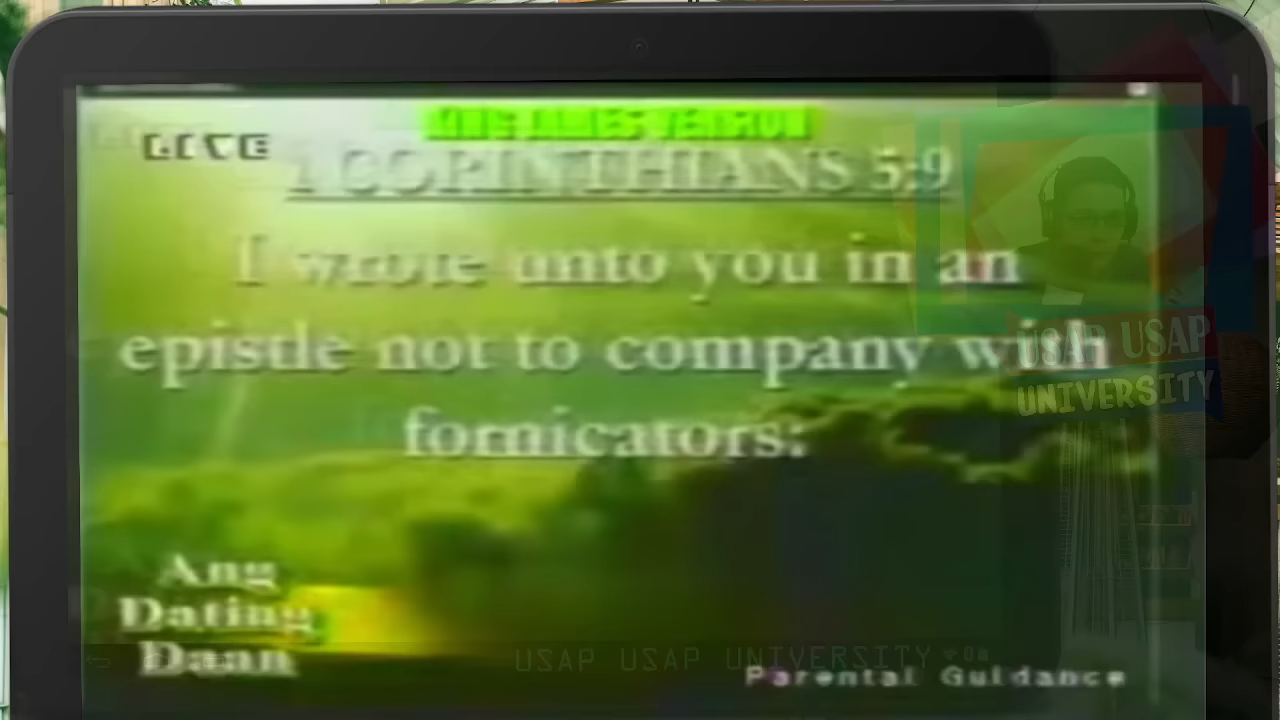 KING JAMES VERSION
LIVE
1 CORINTHIANS 5:9
I wrote unto you in an
epistle not to company with
fornicators:
USAP USAP
UNIVERSITY
Ang
Dating
Daan
USAP USAP UNIVERSITY
Parental Guidance